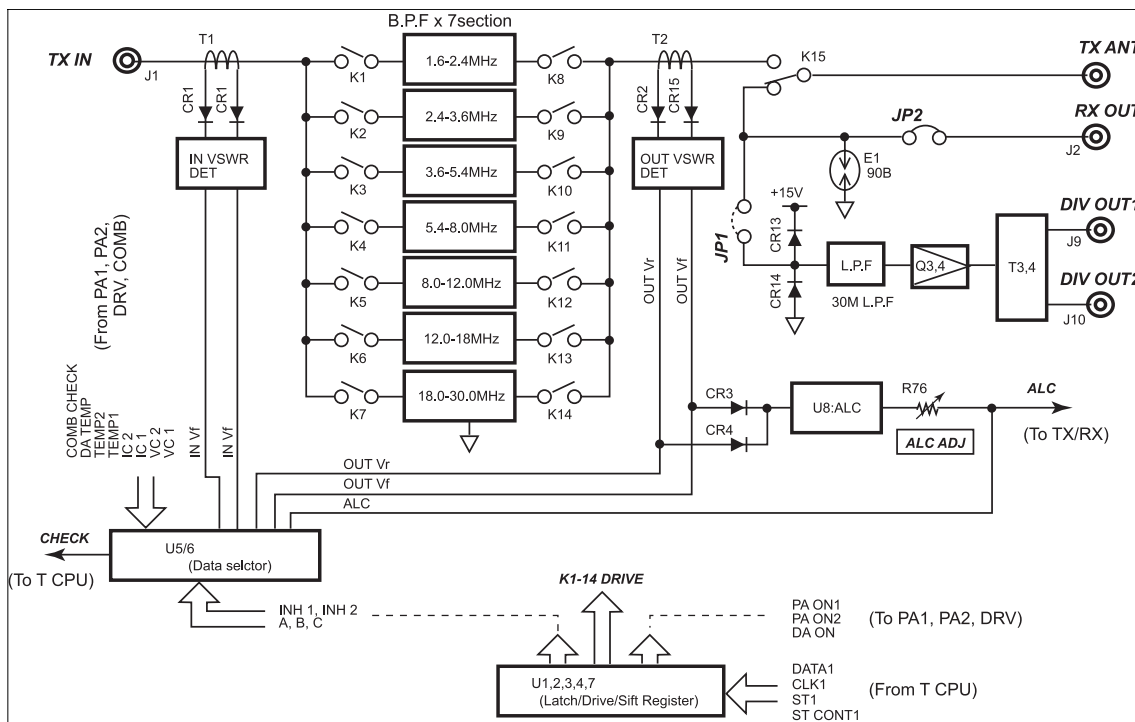 B.P.F x 7section
TX IN
J1
T1
CR1
CR1
IN VSWR
DET
K1
1.6-2.4MHz
K8
K2
2.4-3.6MHz
K9
K3
3.6-5.4MHz
K10
K4
5.4-8.0MHz
K11
K5
8.0-12.0MHz
K12
K6
12.0-18MHz
K13
K7
18.0-30.0MHz
K14
T2
CR2
CR15
OUT VSWR
DET
K15
TX ANT
RX OUT
JP2
J2
E1
90B
+15V
JP1
CR13
CR14
L.P.F
30M L.P.F
Q3,4
T3,4
DIV OUT1
J9
DIV OUT2
J10
OUT Vr
OUT Vf
(From PA1, PA2,
DRV, COMB)
COMB CHECK
DA TEMP
TEMP2
TEMP1
IC 2
IC 1
VC 2
VC 1
IN Vf
IN Vf
CR3
CR4
U8:ALC
R76
ALC ADJ
ALC
(To TX/RX)
OUT Vr
OUT Vf
ALC
CHECK
(To T CPU)
U5/6
(Data selctor)
INH 1, INH 2
A, B, C
K1-14 DRIVE
PA ON1
PA ON2
DA ON
(To PA1, PA2, DRV)
U1,2,3,4,7
(Latch/Drive/Sift Register)
DATA1
CLK1
ST1
ST CONT1
(From T CPU)